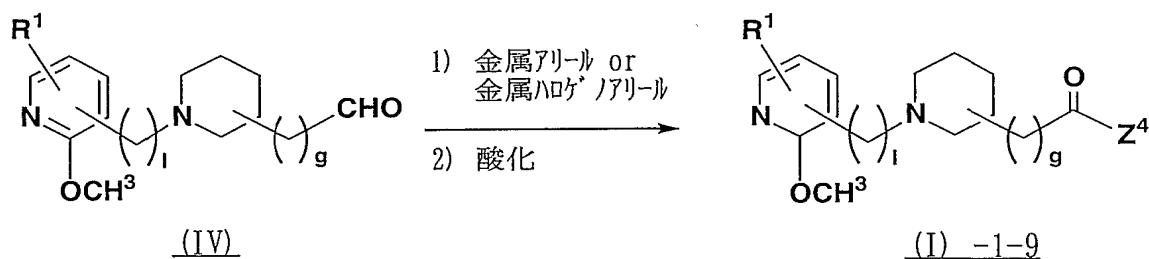 R¹
N
OCH³
( )l
N
( )g
CHO
(IV)
1) 金属アリール or
金属ハロゲノアリール
2) 酸化
R¹
N
OCH³
( )l
N
( )g
O
Z⁴
(I) -1-9